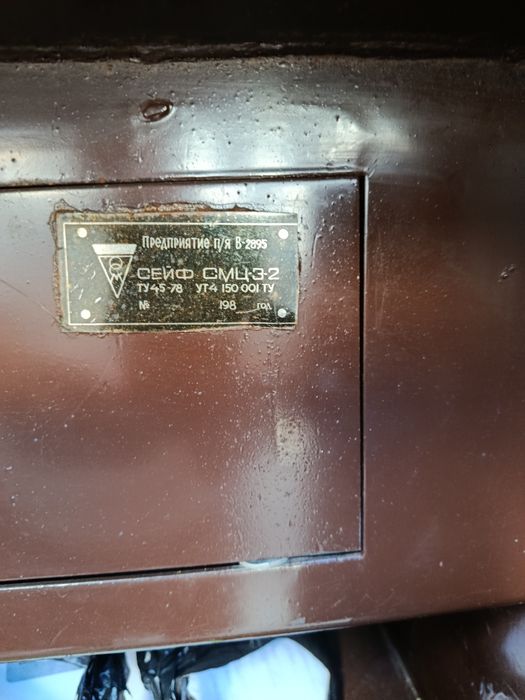 Предприятие п/я В-2895
СЕЙФ СМЦ-3-2
ТУ45-78 УТ4 150 001 ТУ
№ 198 год